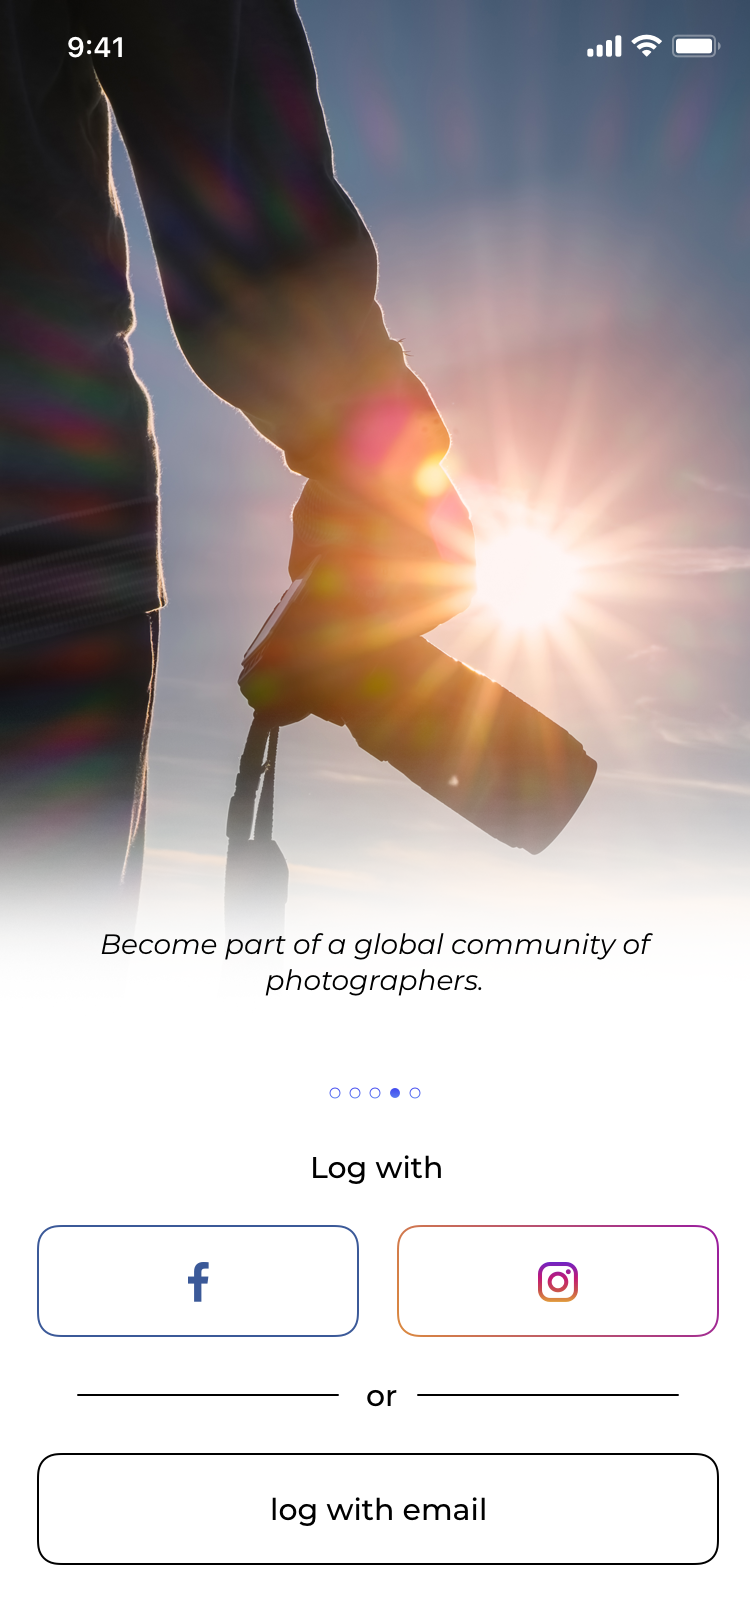 9:41
Become part of a global community of
photographers.
Log with
or
log with email